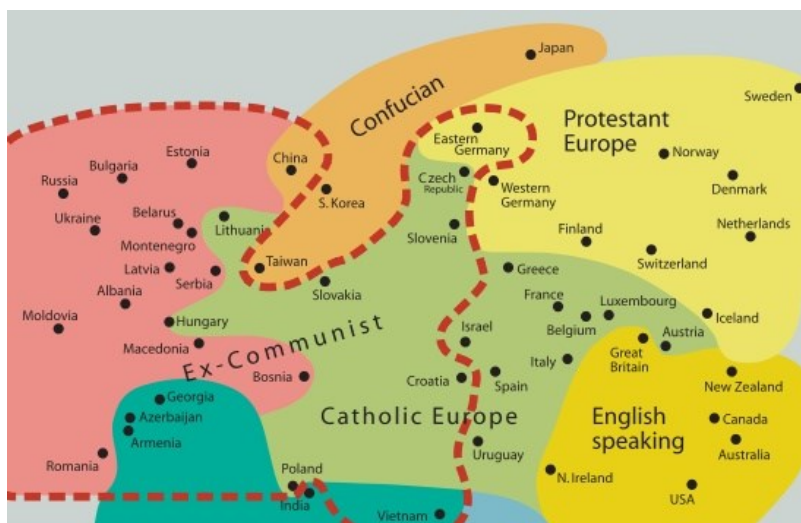 Japan
Sweden
Confucian
Protestant
Europe
Eastern
Germany
Estonia
China
Norway
Bulgaria
Czech
Republic
Western
Germany
Denmark
Russia
S. Korea
Belarus
Lithuania
Slovenia
Netherlands
Ukraine
Montenegro
Finland
Switzerland
Latvia
Serbia
Taiwan
Greece
Slovakia
Albania
France
Luxembourg
Iceland
Moldovia
Hungary
Belgium
Austria
Ex-Communist
Israel
Great
Britain
Macedonia
Italy
Bosnia
Croatia
Spain
New Zealand
Georgia
Azerbaijan
Catholic Europe
English
speaking
Canada
Armenia
Australia
Uruguay
Romania
Poland
N. Ireland
India
USA
Vietnam